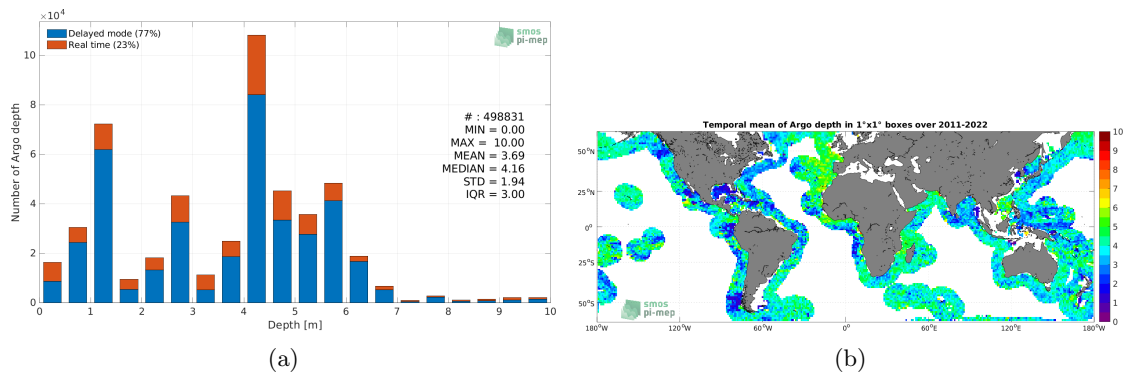 ×10⁴
Delayed mode (77%)
Real time (23%)
smos
pi-mep
10
8
6
4
2
0
Number of Argo depth
# : 498831
MIN = 0.00
MAX = 10.00
MEAN = 3.69
MEDIAN = 4.16
STD = 1.94
IQR = 3.00
0 1 2 3 4 5 6 7 8 9 10
Depth [m]
(a)
Temporal mean of Argo depth in 1°x1° boxes over 2011-2022
50°N
25°N
0°
25°S
50°S
180°W 120°W 60°W 0° 60°E 120°E 180°W
smos
pi-mep
10
9
8
7
6
5
4
3
2
1
0
(b)